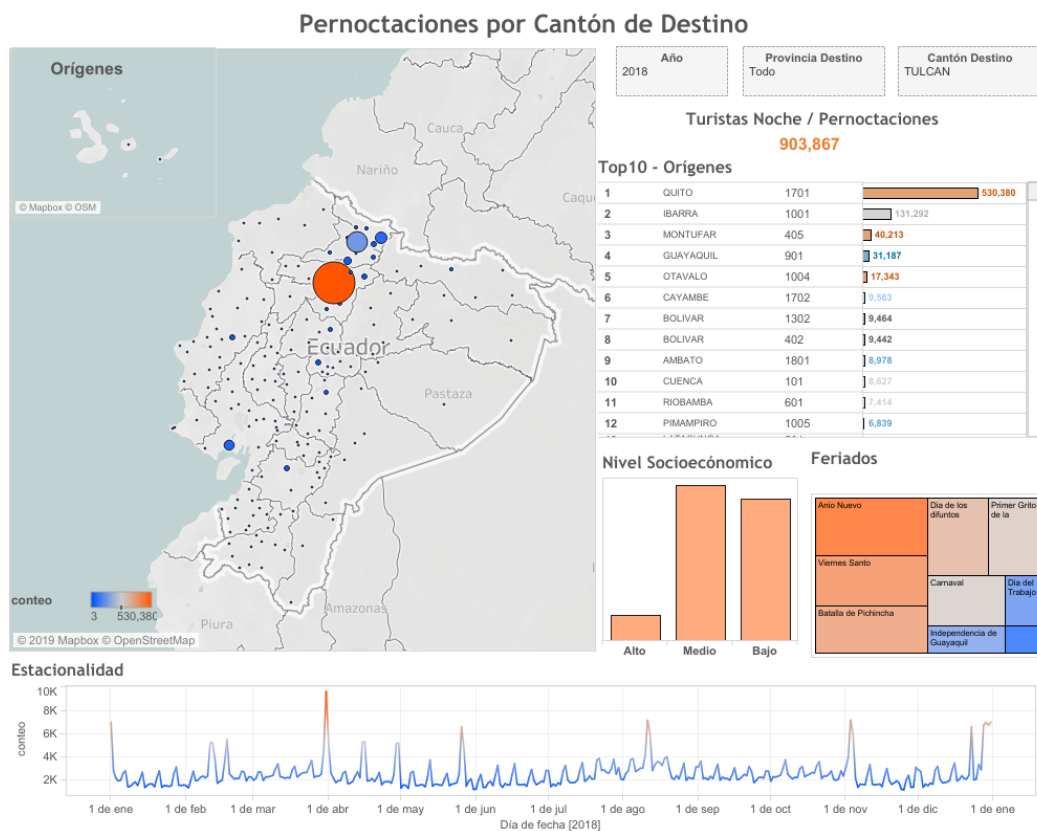 Pernoctaciones por Cantón de Destino
Orígenes
© Mapbox © OSM
Cauca
Nariño
Ecuador
Pastaza
Amazonas
Piura
conteo
3 530,380
© 2019 Mapbox © OpenStreetMap
Año
2018
Provincia Destino
Todo
Cantón Destino
TULCAN
Turistas Noche / Pernoctaciones
903,867
Top10 - Orígenes
1 QUITO 1701 530,380
2 IBARRA 1001 131,292
3 MONTUFAR 405 40,213
4 GUAYAQUIL 901 31,187
5 OTAVALO 1004 17,343
6 CAYAMBE 1702 9,563
7 BOLIVAR 1302 9,464
8 BOLIVAR 402 9,442
9 AMBATO 1801 8,978
10 CUENCA 101 8,627
11 RIOBAMBA 601 7,414
12 PIMAMPIRO 1005 6,839
Nivel Socioecónomico
Alto Medio Bajo
Feriados
Anio Nuevo
Viernes Santo
Batalla de Pichincha
Dia de los
difuntos
Primer Grito
de la
Carnaval
Dia del
Trabajo
Independencia de
Guayaquil
Estacionalidad
conteo
10K
8K
6K
4K
2K
1 de ene 1 de feb 1 de mar 1 de abr 1 de may 1 de jun 1 de jul 1 de ago 1 de sep 1 de oct 1 de nov 1 de dic 1 de ene
Día de fecha [2018]